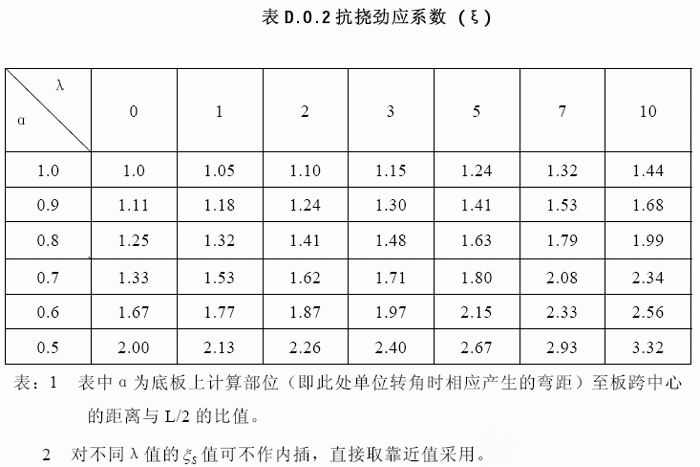 表 D.0.2 抗挠劲应系数（ξ）
λ
α 0 1 2 3 5 7 10
1.0 1.0 1.05 1.10 1.15 1.24 1.32 1.44
0.9 1.11 1.18 1.24 1.30 1.41 1.53 1.68
0.8 1.25 1.32 1.41 1.48 1.63 1.79 1.99
0.7 1.33 1.53 1.62 1.71 1.80 2.08 2.34
0.6 1.67 1.77 1.87 1.97 2.15 2.33 2.56
0.5 2.00 2.13 2.26 2.40 2.67 2.93 3.32
表：1 表中α为底板上计算部位（即此处单位转角时相应产生的弯距）至板跨中心
的距离与 L/2 的比值。
2 对不同λ值的ξs值可不作内插，直接取靠近值采用。